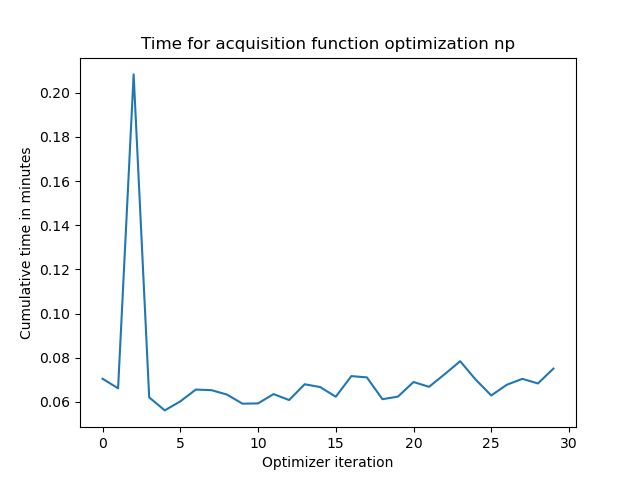 Time for acquisition function optimization np
Cumulative time in minutes
0.20
0.18
0.16
0.14
0.12
0.10
0.08
0.06
0 5 10 15 20 25 30
Optimizer iteration